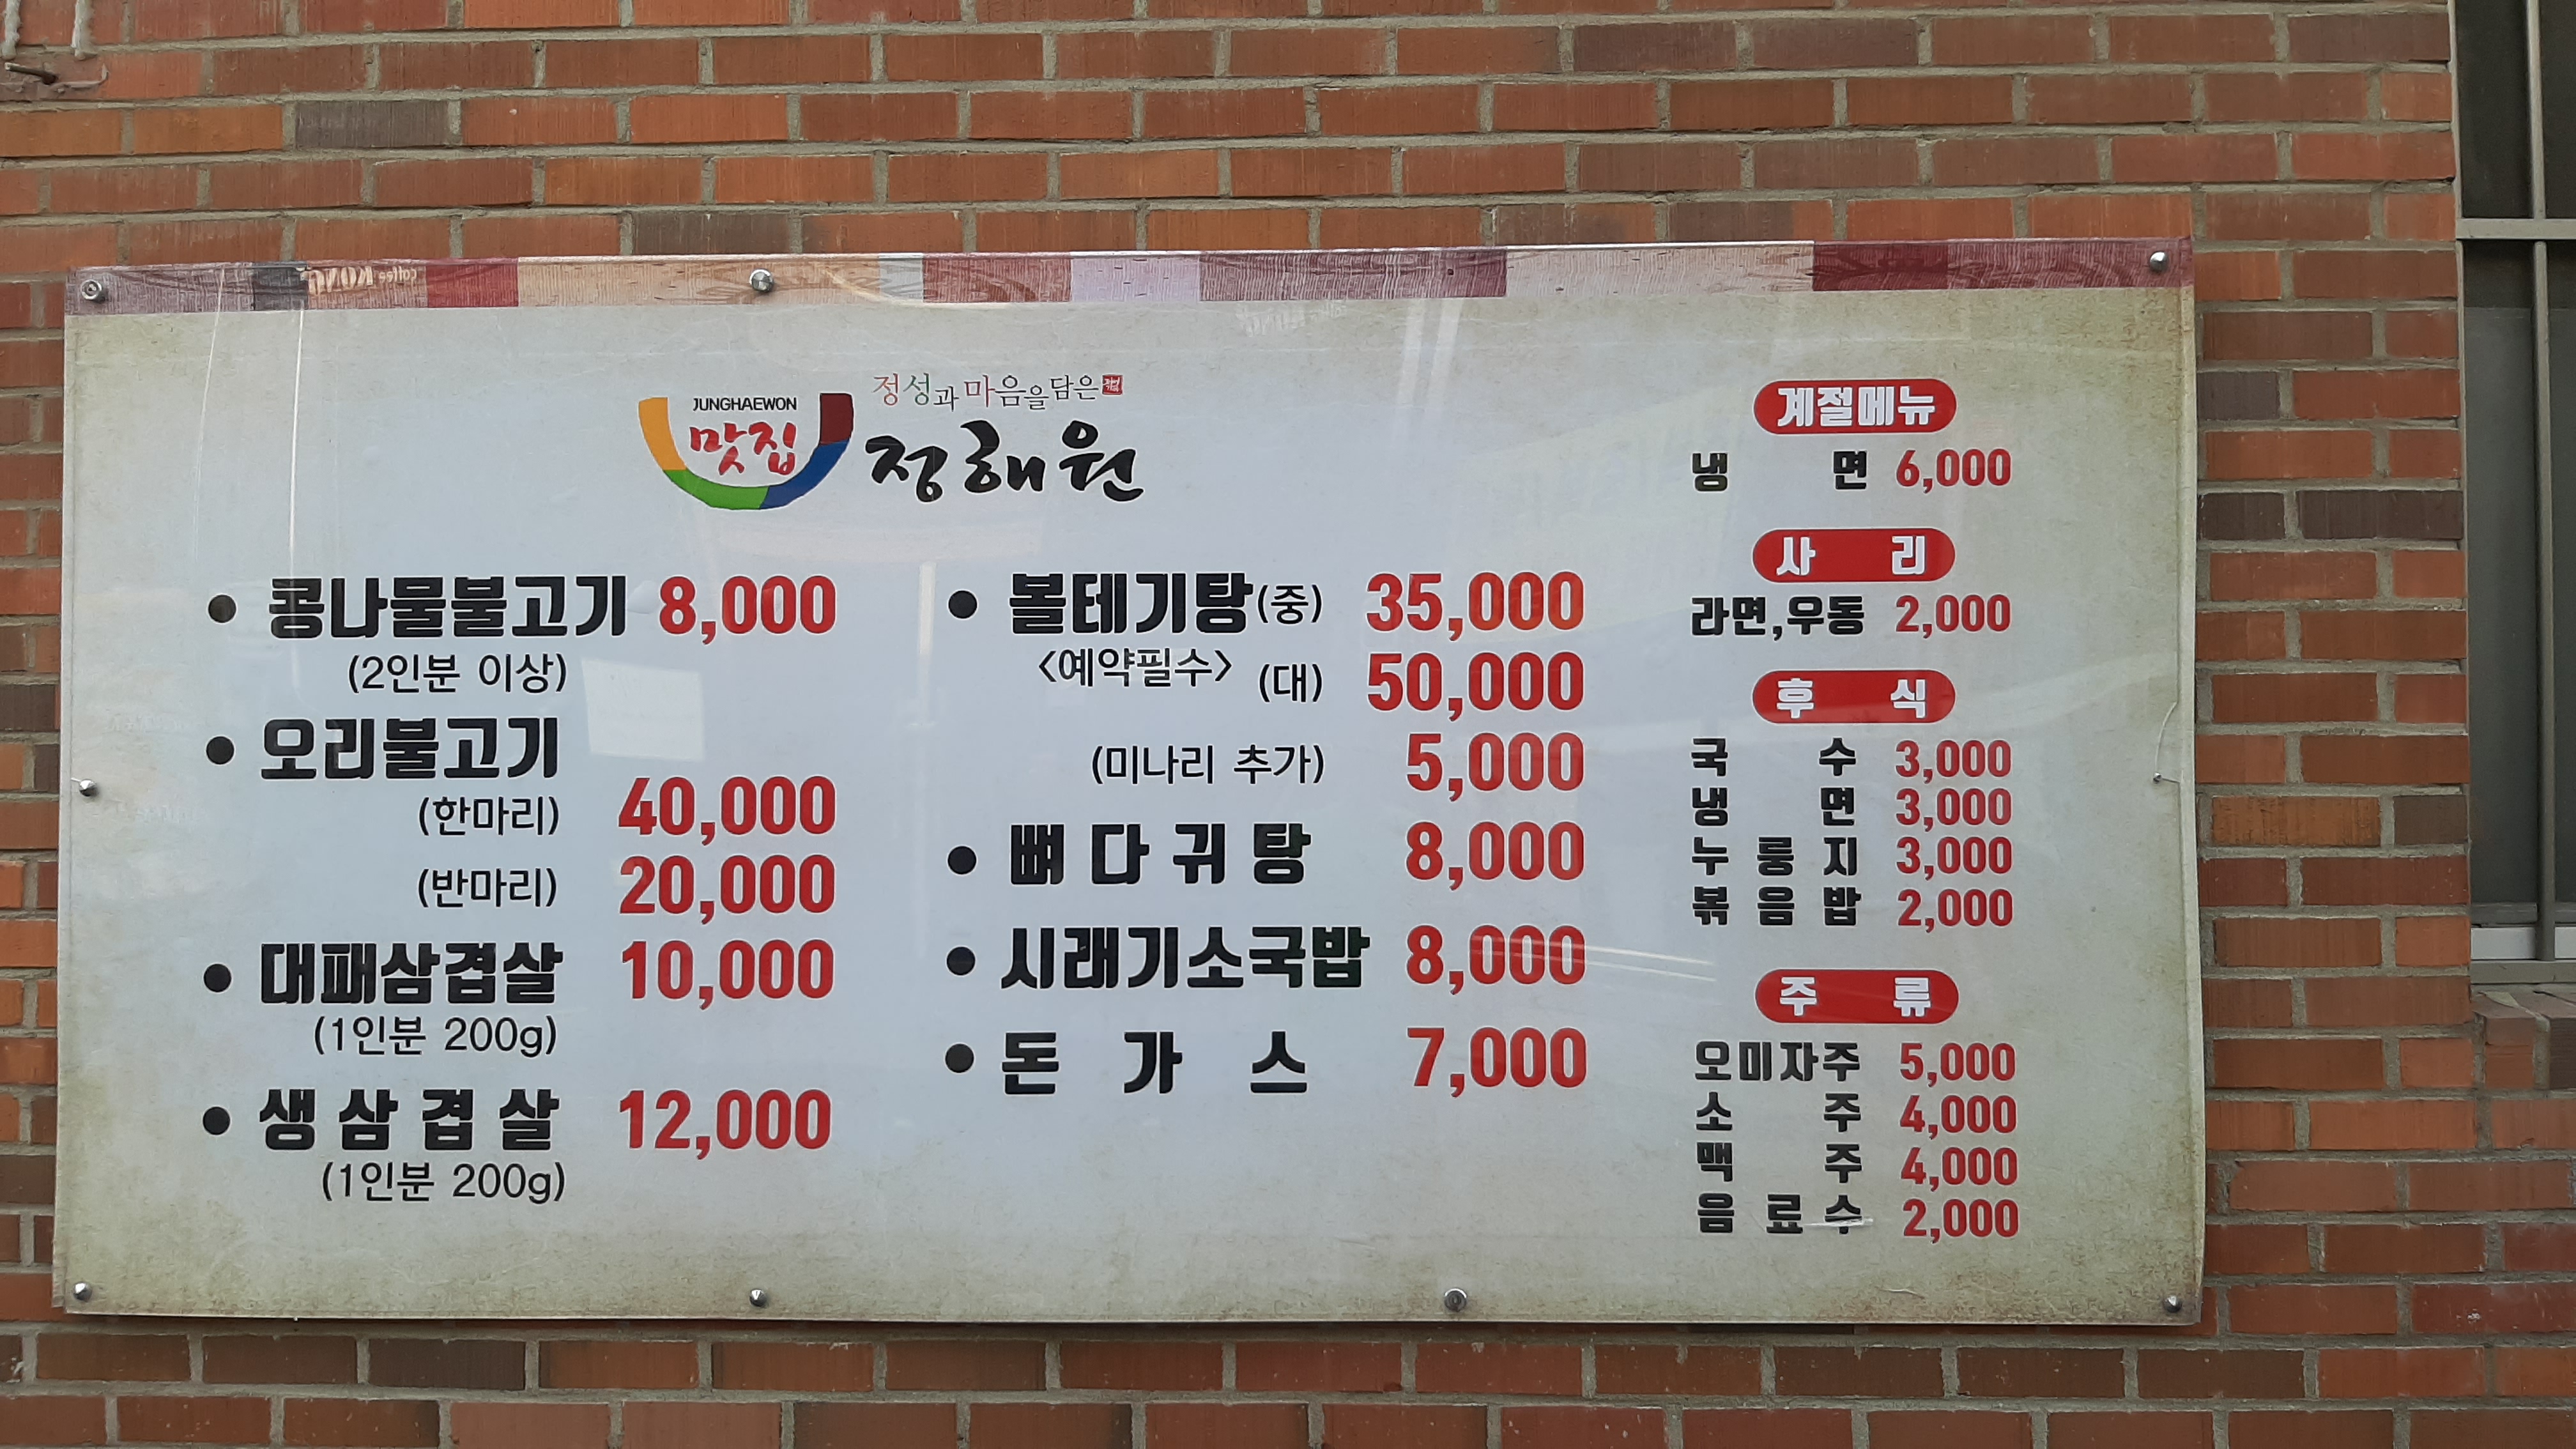 JUNGHAEWON
맛집
정성과 마음을 담은
정해원
콩나물불고기 8,000
(2인분 이상)
오리불고기
(한마리) 40,000
(반마리) 20,000
대패삼겹살 10,000
(1인분 200g)
생삼겹살 12,000
(1인분 200g)
볼테기탕(중) 35,000
<예약필수> (대) 50,000
(미나리 추가) 5,000
뼈다귀탕 8,000
시래기소국밥 8,000
돈가스 7,000
계절메뉴
냉면 6,000
사리
라면,우동 2,000
후식
국수 3,000
냉면 3,000
누룽지 3,000
볶음밥 2,000
주류
오미자주 5,000
소주 4,000
맥주 4,000
음료수 2,000